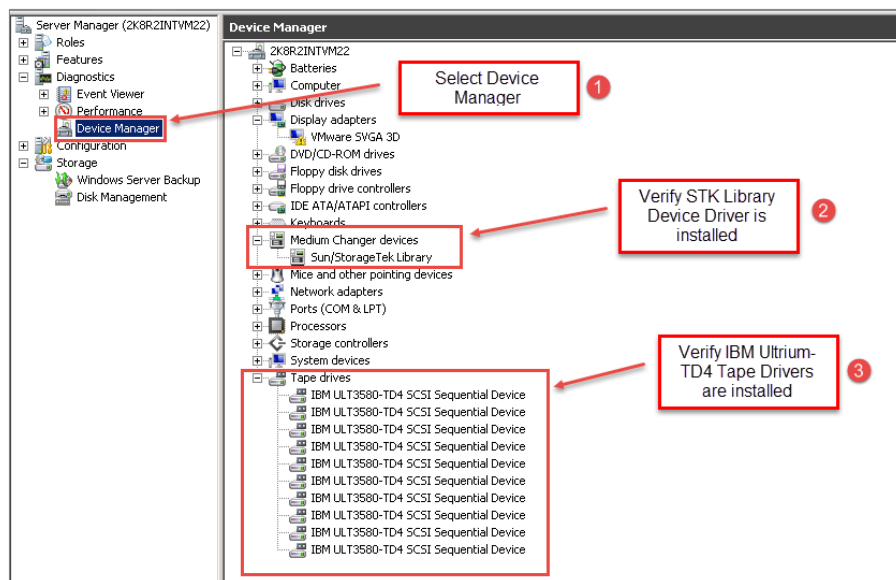 Server Manager (2K8R2INTVM22)
Roles
Features
Diagnostics
Event Viewer
Performance
Device Manager
Configuration
Storage
Windows Server Backup
Disk Management
Device Manager
2K8R2INTVM22
Batteries
Computer
Disk drives
Display adapters
VMware SVGA 3D
DVD/CD-ROM drives
Floppy disk drives
Floppy drive controllers
IDE ATA/ATAPI controllers
Keyboards
Medium Changer devices
Sun/StorageTek Library
Mice and other pointing devices
Network adapters
Ports (COM & LPT)
Processors
Storage controllers
System devices
Tape drives
IBM ULT3580-TD4 SCSI Sequential Device
IBM ULT3580-TD4 SCSI Sequential Device
IBM ULT3580-TD4 SCSI Sequential Device
IBM ULT3580-TD4 SCSI Sequential Device
IBM ULT3580-TD4 SCSI Sequential Device
IBM ULT3580-TD4 SCSI Sequential Device
IBM ULT3580-TD4 SCSI Sequential Device
IBM ULT3580-TD4 SCSI Sequential Device
IBM ULT3580-TD4 SCSI Sequential Device
IBM ULT3580-TD4 SCSI Sequential Device
Select Device
Manager
1
Verify STK Library
Device Driver is
installed
2
Verify IBM Ultrium-
TD4 Tape Drivers
are installed
3